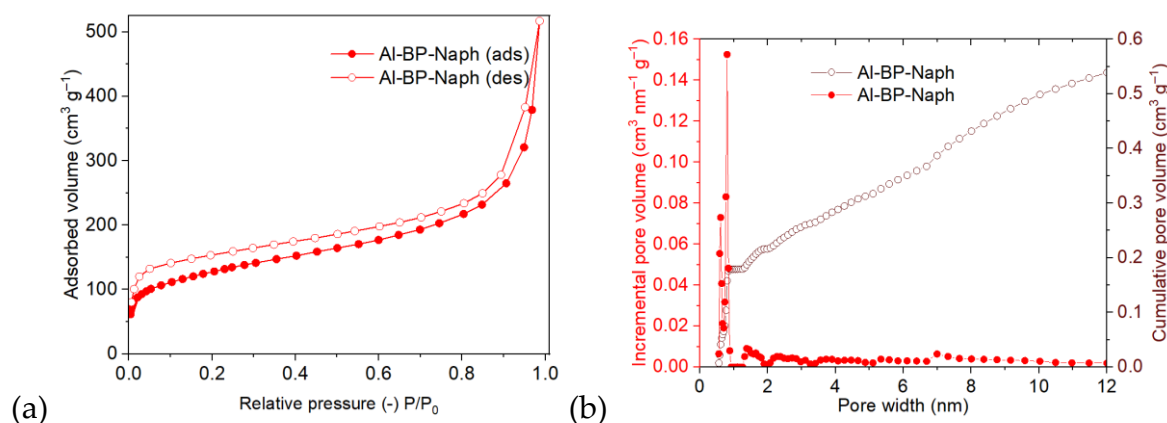 500
400
300
200
100
0
Adsorbed volume (cm³ g⁻¹)
Al-BP-Naph (ads)
Al-BP-Naph (des)
0.0 0.2 0.4 0.6 0.8 1.0
Relative pressure (-) P/P₀
(a)
0.16
0.14
0.12
0.10
0.08
0.06
0.04
0.02
0.00
Incremental pore volume (cm³ nm⁻¹ g⁻¹)
Al-BP-Naph
Al-BP-Naph
0.6
0.5
0.4
0.3
0.2
0.1
0.0
Cumulative pore volume (cm³ g⁻¹)
0 2 4 6 8 10 12
Pore width (nm)
(b)